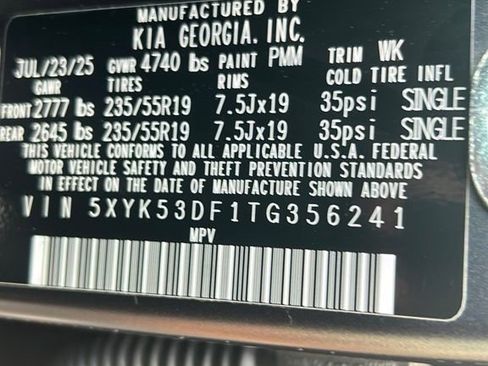 MANUFACTURED BY
KIA GEORGIA, INC.
JUL/23/25 GVWR 4740 lbs PAINT PMM TRIM WK
GAWR TIRES RIMS COLD TIRE INFL
FRONT 2777 lbs 235/55R19 7.5Jx19 35psi SINGLE
REAR 2645 lbs 235/55R19 7.5Jx19 35psi SINGLE
THIS VEHICLE CONFORMS TO ALL APPLICABLE U.S.A. FEDERAL
MOTOR VEHICLE SAFETY AND THEFT PREVENTION STANDARDS
IN EFFECT ON THE DATE OF MANUFACTURE SHOWN ABOVE.
VIN 5XYK53DF1TG356241
MPV